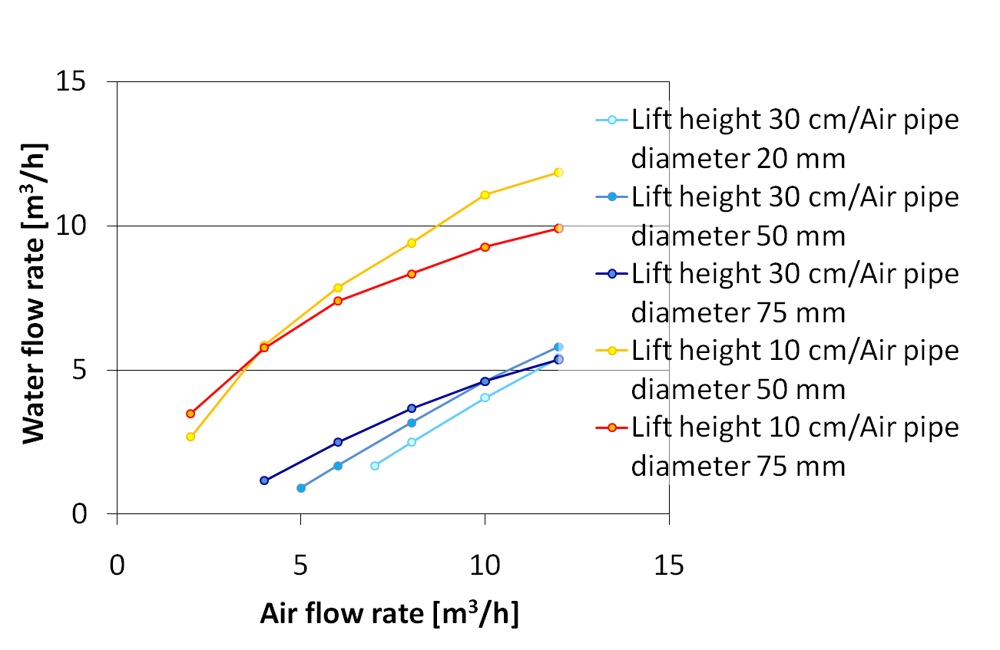 15
10
5
0
0 5 10 15
Water flow rate [m³/h]
Air flow rate [m³/h]
Lift height 30 cm/Air pipe
diameter 20 mm
Lift height 30 cm/Air pipe
diameter 50 mm
Lift height 30 cm/Air pipe
diameter 75 mm
Lift height 10 cm/Air pipe
diameter 50 mm
Lift height 10 cm/Air pipe
diameter 75 mm